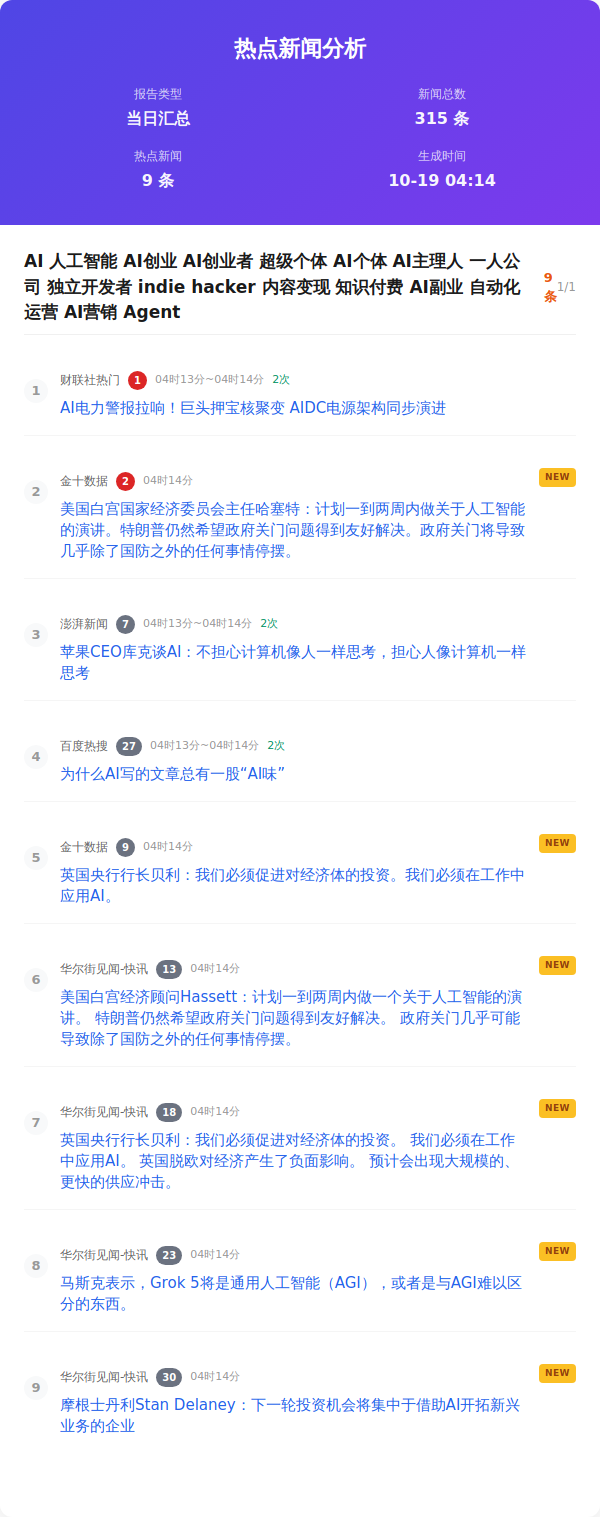 热点新闻分析
报告类型
当日汇总
新闻总数
315 条
热点新闻
9 条
生成时间
10-19 04:14
AI 人工智能 AI创业 AI创业者 超级个体 AI个体 AI主理人 一人公
司 独立开发者 indie hacker 内容变现 知识付费 AI副业 自动化
运营 AI营销 Agent
9
条
1/1
1
财联社热门 1 04时13分~04时14分 2次
AI电力警报拉响！巨头押宝核聚变 AIDC电源架构同步演进
2
金十数据 2 04时14分
NEW
美国白宫国家经济委员会主任哈塞特：计划一到两周内做关于人工智能
的演讲。特朗普仍然希望政府关门问题得到友好解决。政府关门将导致
几乎除了国防之外的任何事情停摆。
3
澎湃新闻 7 04时13分~04时14分 2次
苹果CEO库克谈AI：不担心计算机像人一样思考，担心人像计算机一样
思考
4
百度热搜 27 04时13分~04时14分 2次
为什么AI写的文章总有一股“AI味”
5
金十数据 9 04时14分
NEW
英国央行行长贝利：我们必须促进对经济体的投资。我们必须在工作中
应用AI。
6
华尔街见闻-快讯 13 04时14分
NEW
美国白宫经济顾问Hassett：计划一到两周内做一个关于人工智能的演
讲。 特朗普仍然希望政府关门问题得到友好解决。 政府关门几乎可能
导致除了国防之外的任何事情停摆。
7
华尔街见闻-快讯 18 04时14分
NEW
英国央行行长贝利：我们必须促进对经济体的投资。 我们必须在工作
中应用AI。 英国脱欧对经济产生了负面影响。 预计会出现大规模的、
更快的供应冲击。
8
华尔街见闻-快讯 23 04时14分
NEW
马斯克表示，Grok 5将是通用人工智能（AGI），或者是与AGI难以区
分的东西。
9
华尔街见闻-快讯 30 04时14分
NEW
摩根士丹利Stan Delaney：下一轮投资机会将集中于借助AI开拓新兴
业务的企业